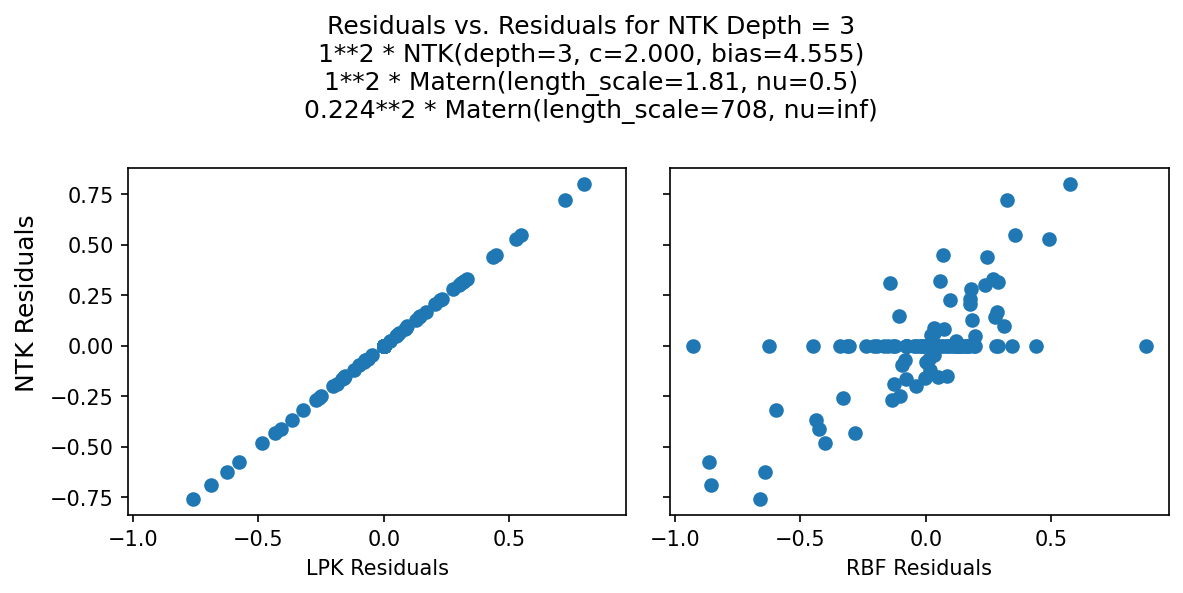 Residuals vs. Residuals for NTK Depth = 3
1**2 * NTK(depth=3, c=2.000, bias=4.555)
1**2 * Matern(length_scale=1.81, nu=0.5)
0.224**2 * Matern(length_scale=708, nu=inf)
NTK Residuals
0.75
0.50
0.25
0.00
−0.25
−0.50
−0.75
−1.0 −0.5 0.0 0.5
LPK Residuals
−1.0 −0.5 0.0 0.5
RBF Residuals